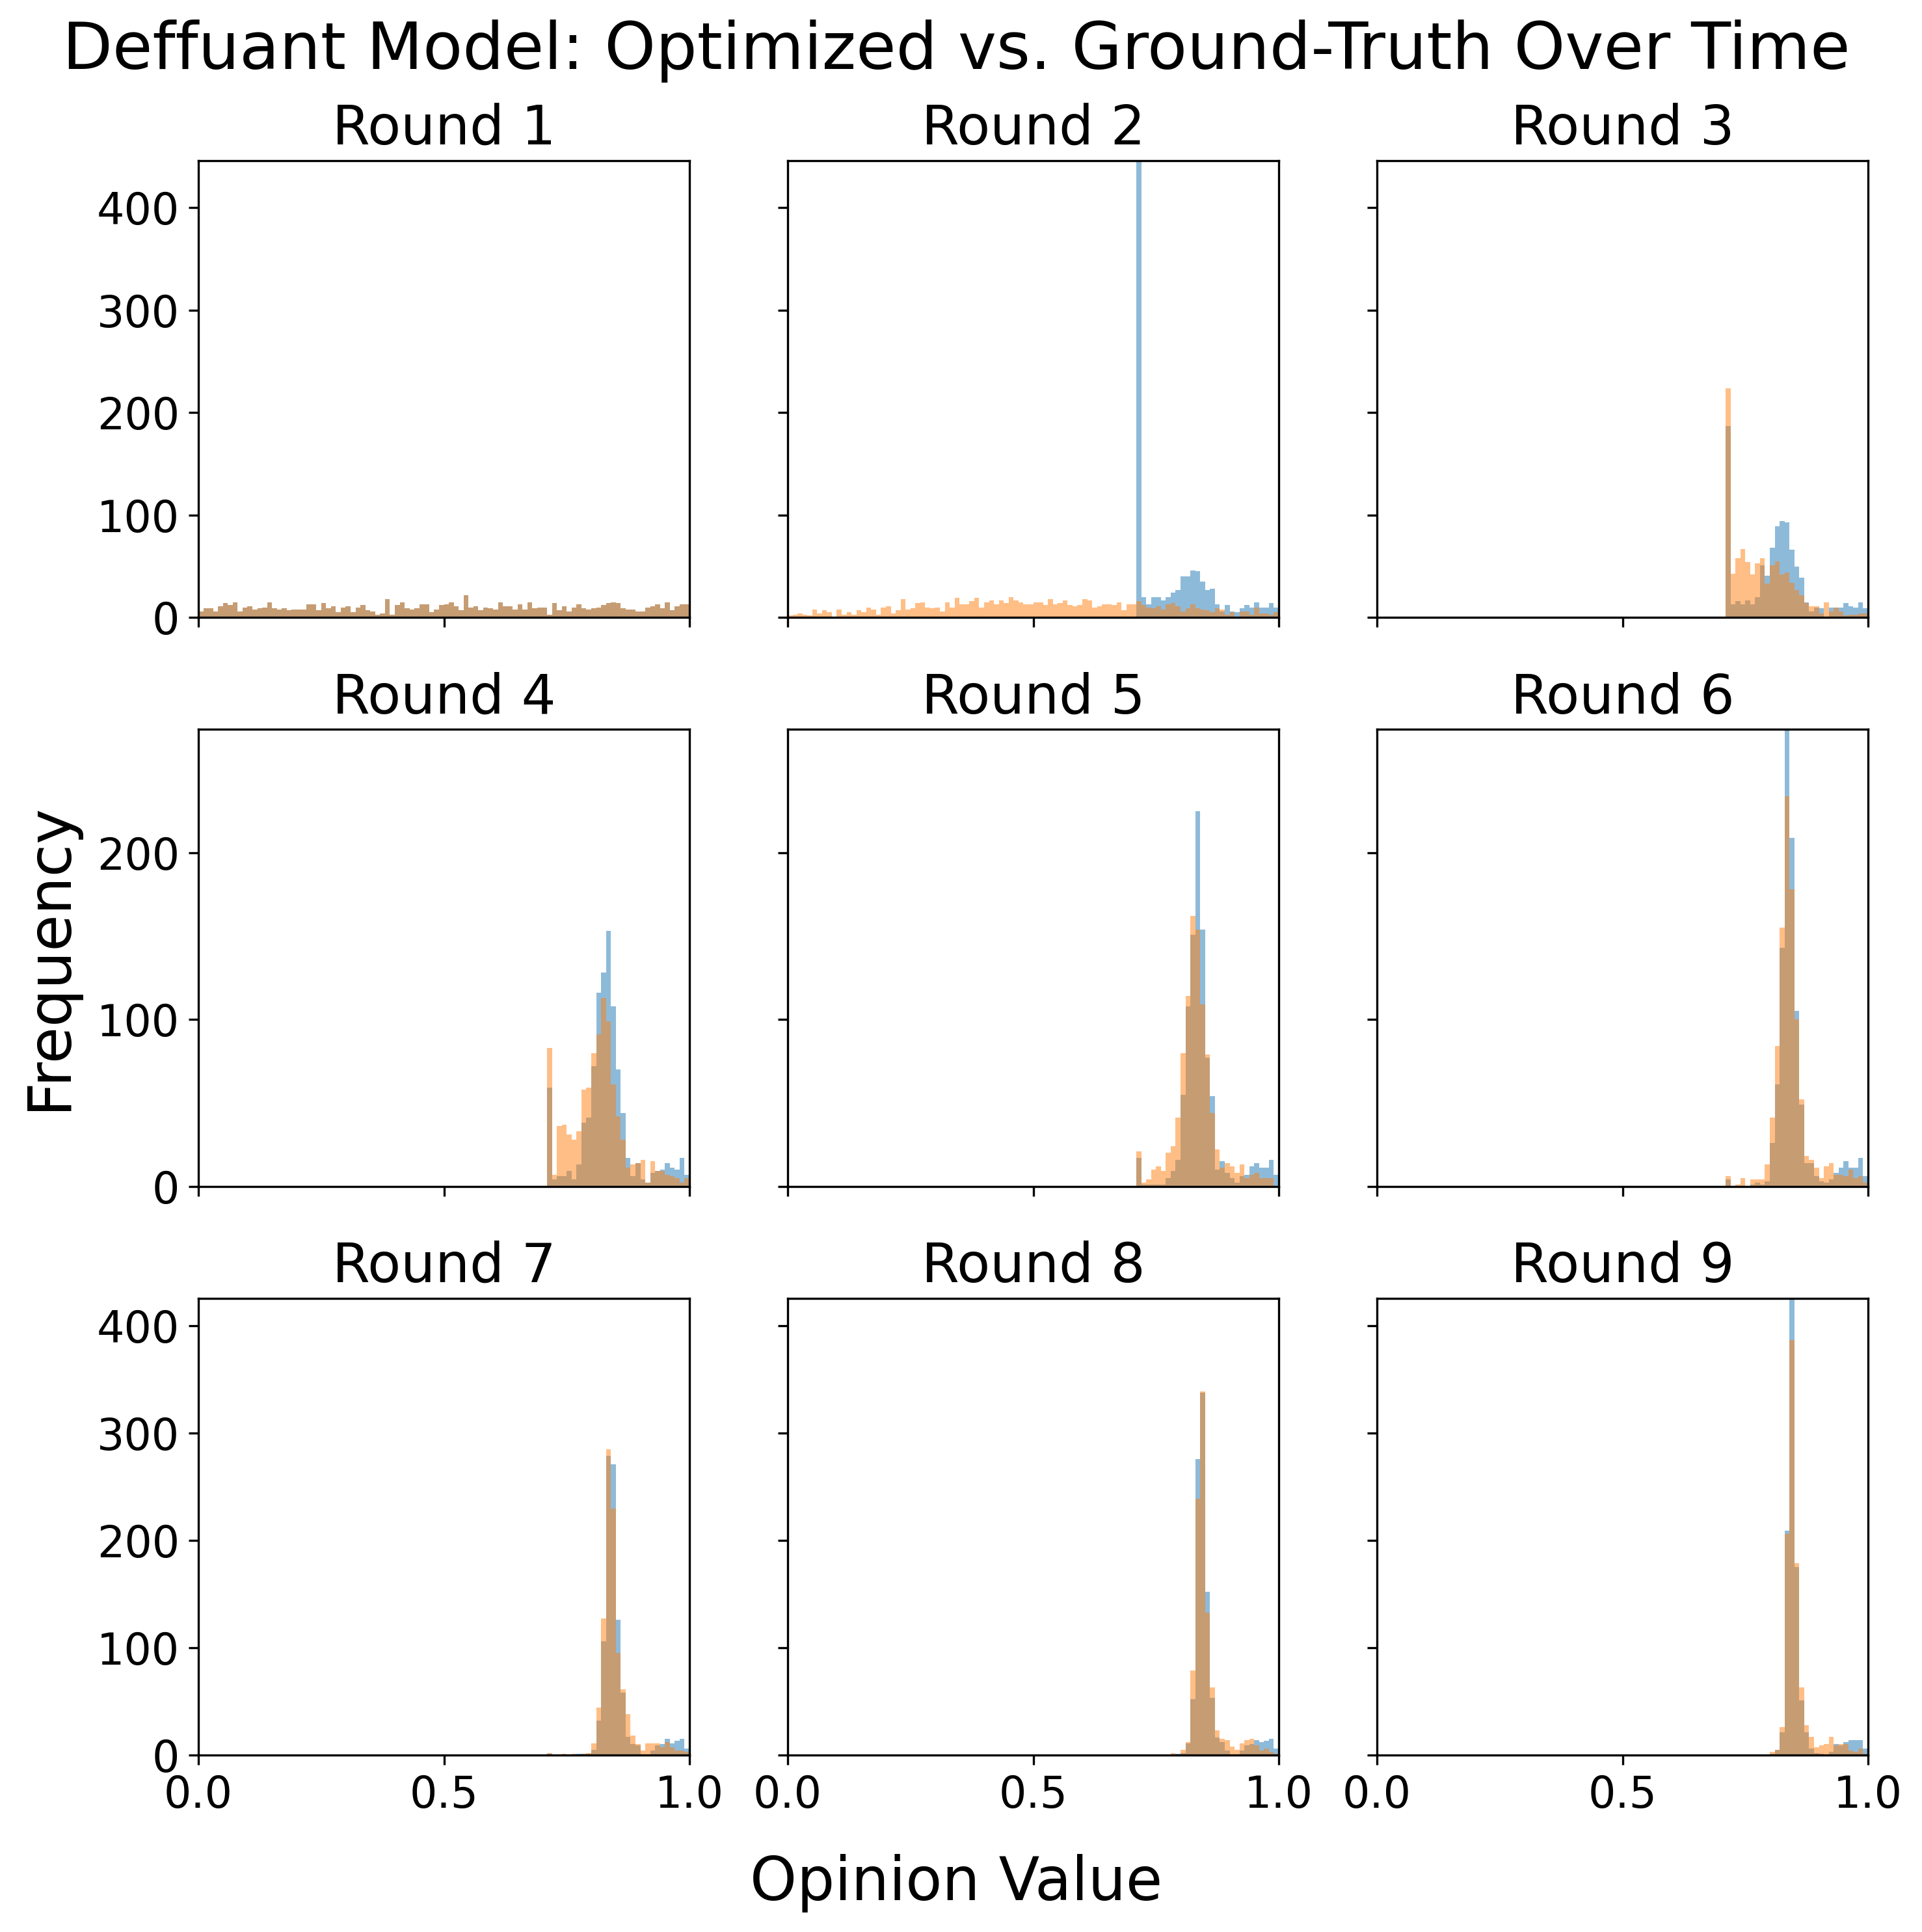 Deffuant Model: Optimized vs. Ground-Truth Over Time
Round 1
Round 2
Round 3
400
300
200
100
0
Round 4
Round 5
Round 6
200
100
0
Frequency
Round 7
Round 8
Round 9
400
300
200
100
0
0.0 0.5 1.0 0.0 0.5 1.0 0.0 0.5 1.0
Opinion Value